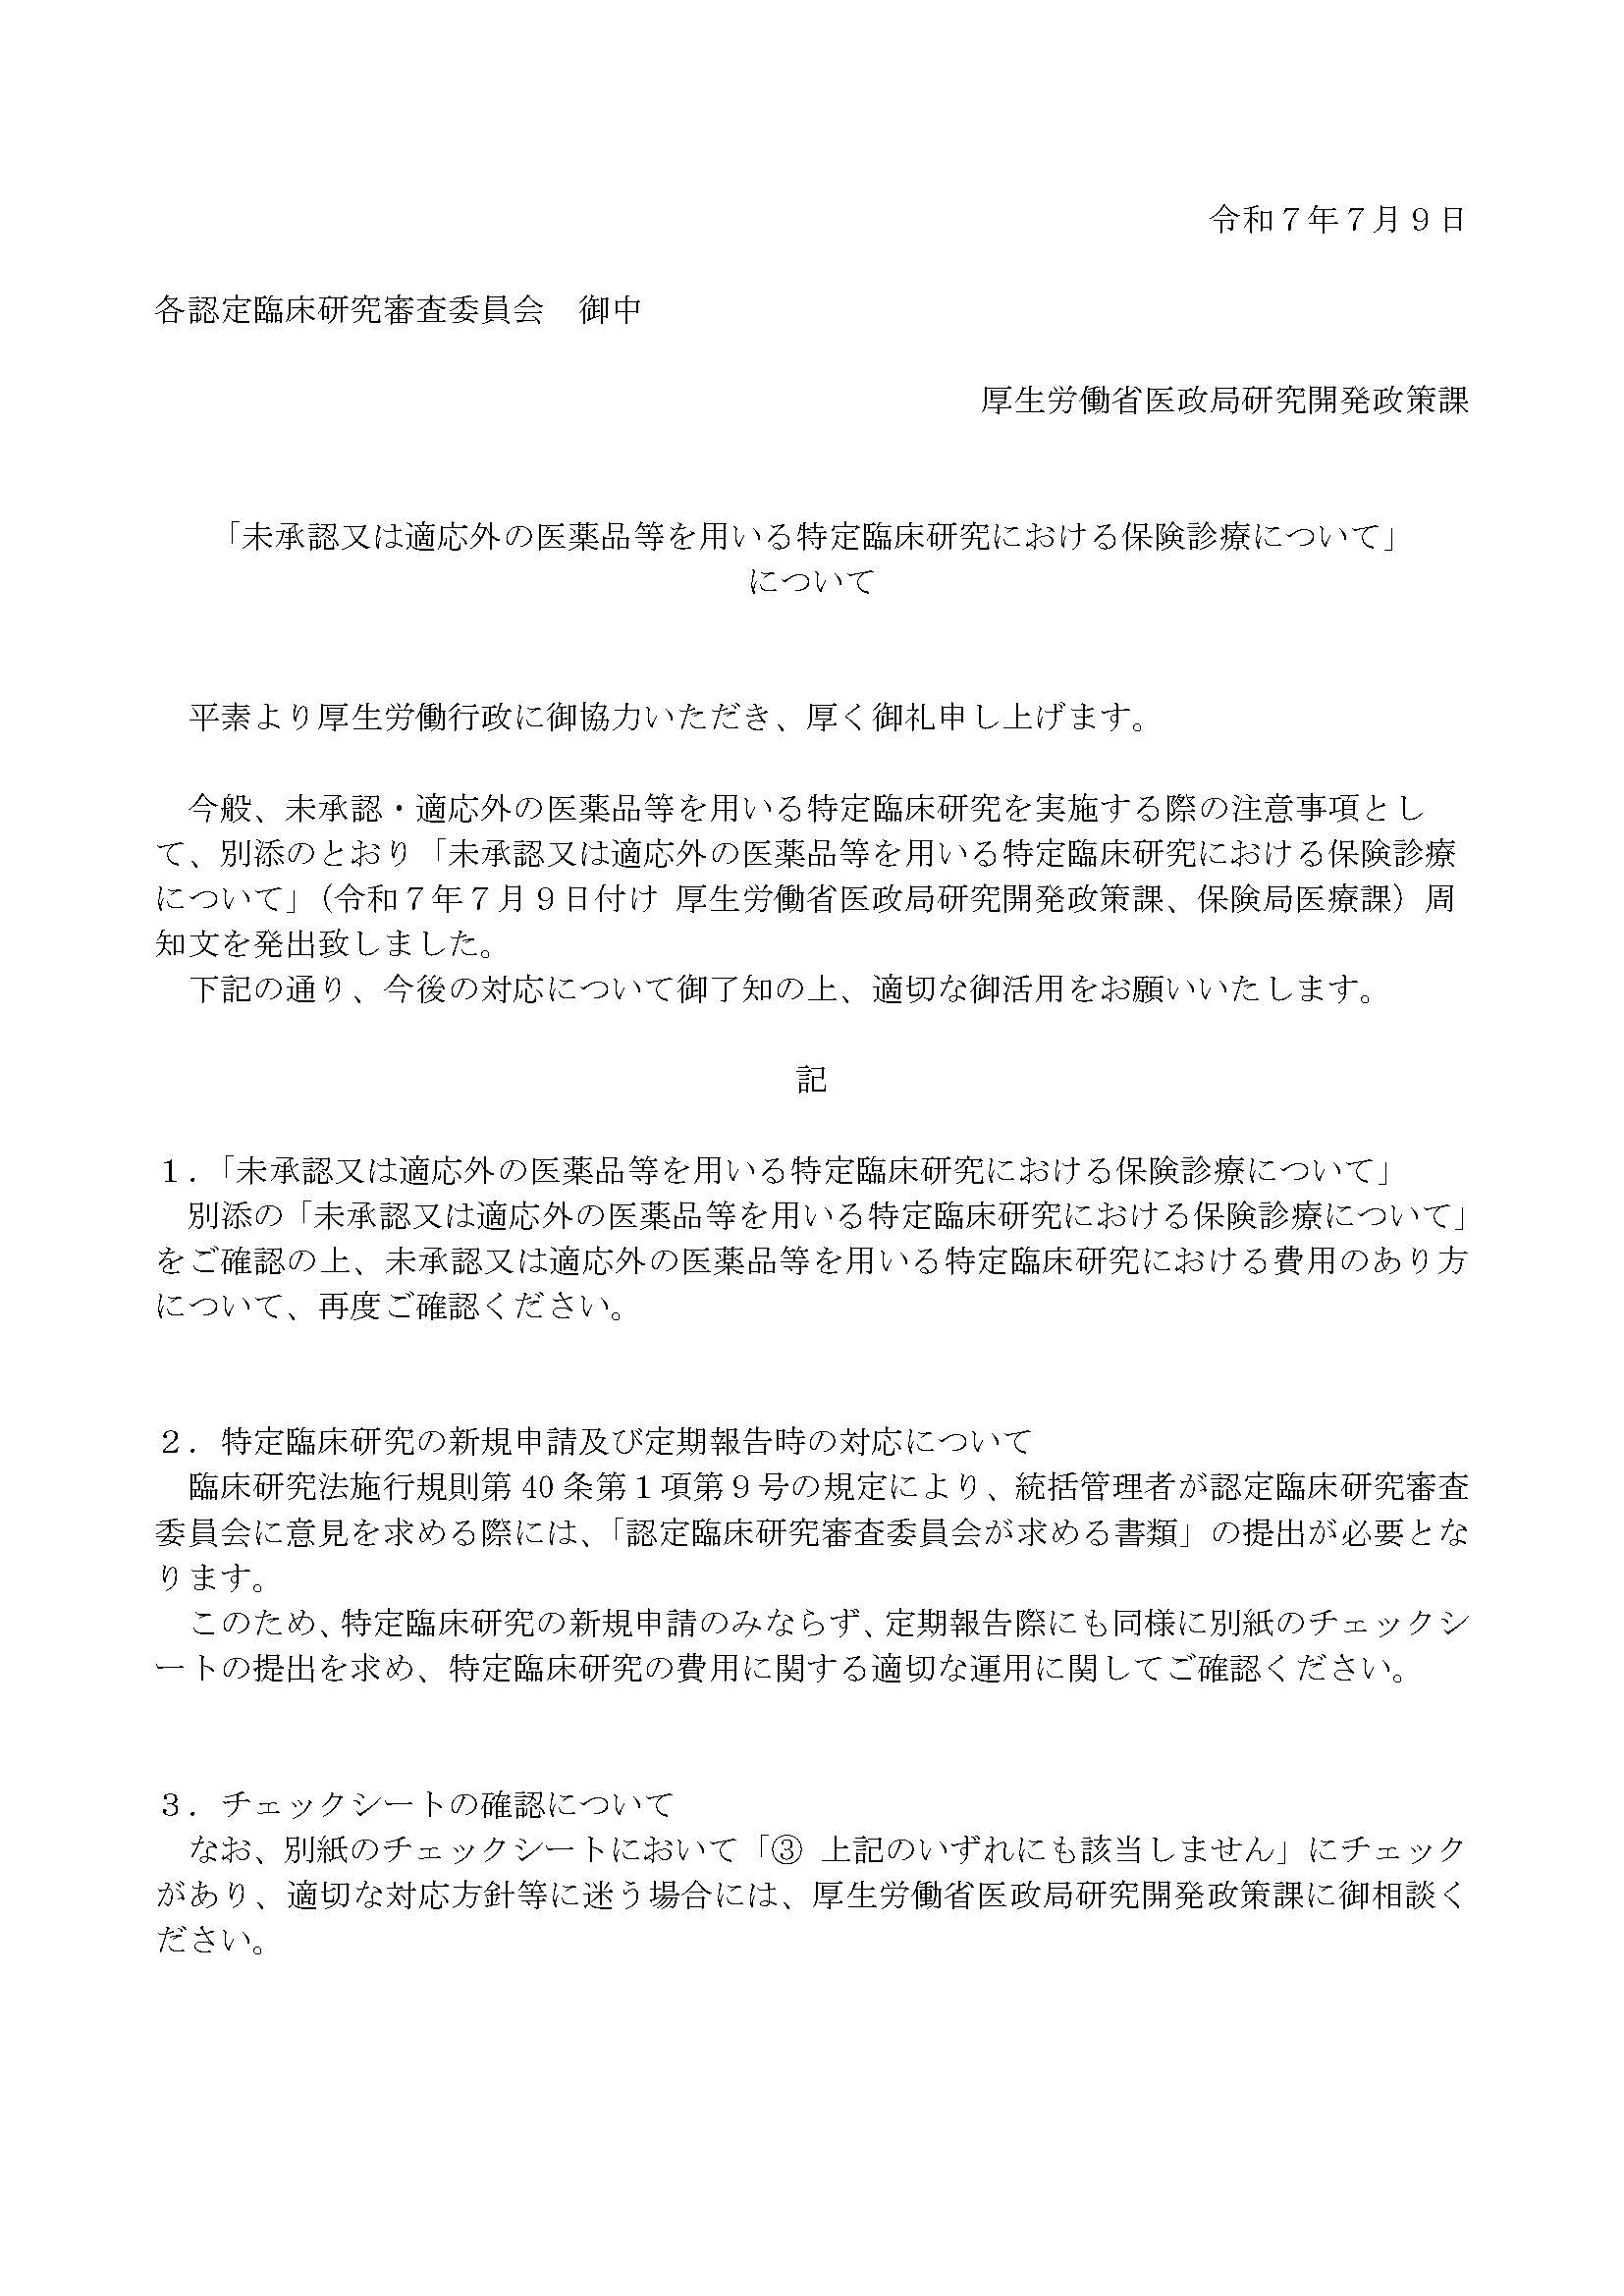 令和７年７月９日
各認定臨床研究審査委員会　御中
厚生労働省医政局研究開発政策課
「未承認又は適応外の医薬品等を用いる特定臨床研究における保険診療について」
について
平素より厚生労働行政に御協力いただき、厚く御礼申し上げます。
今般、未承認・適応外の医薬品等を用いる特定臨床研究を実施する際の注意事項とし
て、別添のとおり「未承認又は適応外の医薬品等を用いる特定臨床研究における保険診療
について」（令和７年７月９日付け 厚生労働省医政局研究開発政策課、保険局医療課）周
知文を発出致しました。
下記の通り、今後の対応について御了知の上、適切な御活用をお願いいたします。
記
１．「未承認又は適応外の医薬品等を用いる特定臨床研究における保険診療について」
別添の「未承認又は適応外の医薬品等を用いる特定臨床研究における保険診療について」
をご確認の上、未承認又は適応外の医薬品等を用いる特定臨床研究における費用のあり方
について、再度ご確認ください。
２．特定臨床研究の新規申請及び定期報告時の対応について
臨床研究法施行規則第 40 条第１項第９号の規定により、統括管理者が認定臨床研究審査
委員会に意見を求める際には、「認定臨床研究審査委員会が求める書類」の提出が必要とな
ります。
このため、特定臨床研究の新規申請のみならず、定期報告際にも同様に別紙のチェックシ
ートの提出を求め、特定臨床研究の費用に関する適切な運用に関してご確認ください。
３．チェックシートの確認について
なお、別紙のチェックシートにおいて「③ 上記のいずれにも該当しません」にチェック
があり、適切な対応方針等に迷う場合には、厚生労働省医政局研究開発政策課に御相談く
ださい。